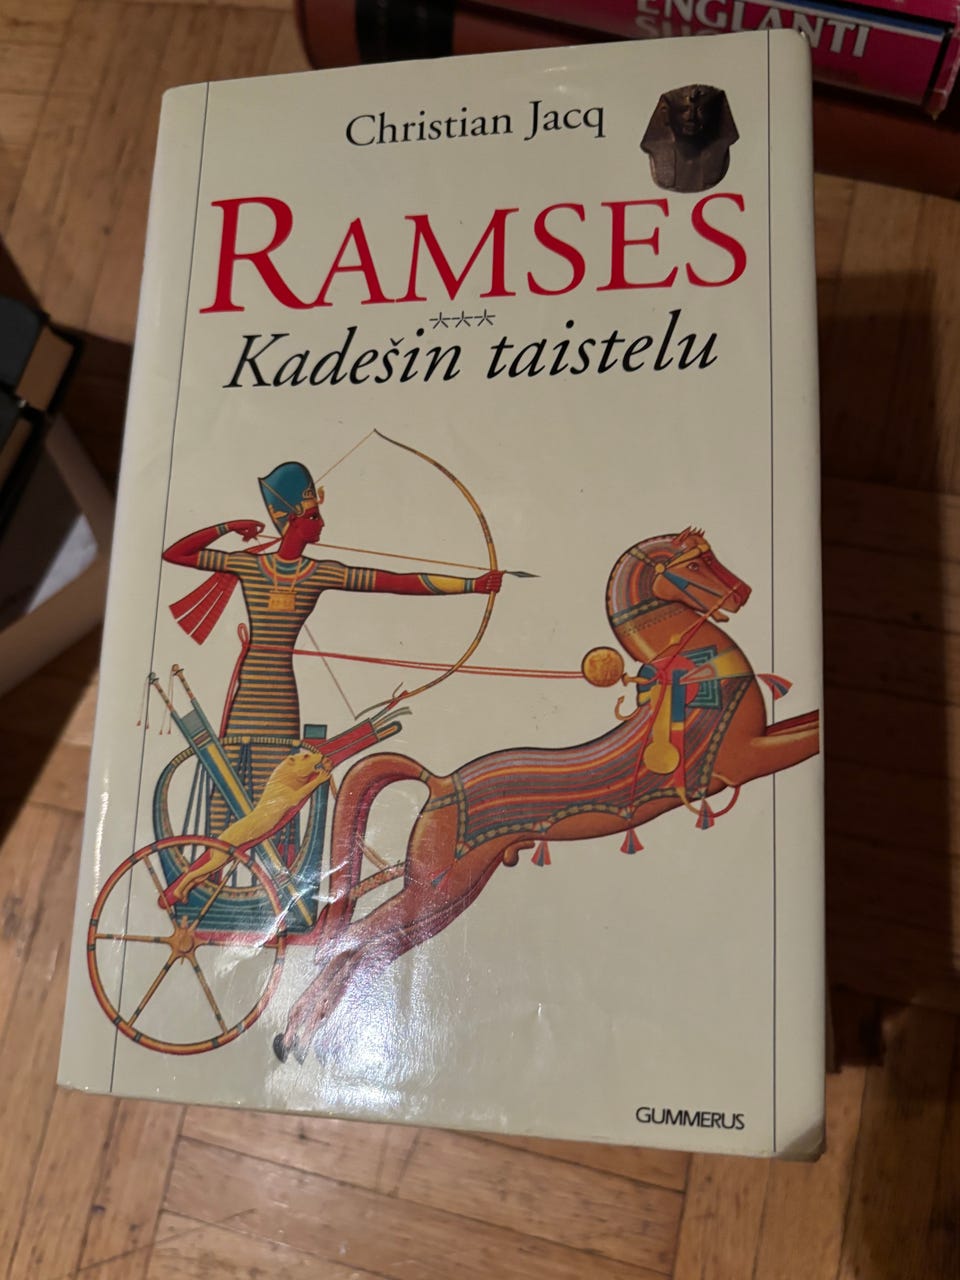 ENGLANTI
Christian Jacq
RAMSES
***
Kadešin taistelu
GUMMERUS